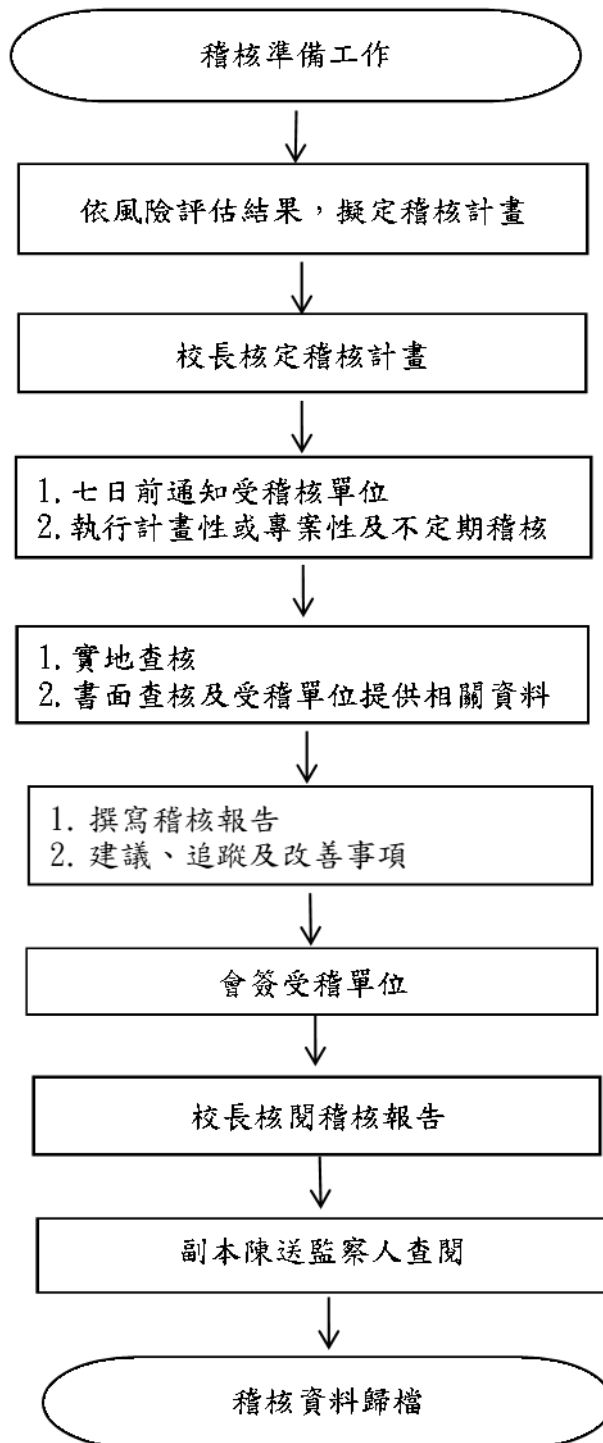 稽核準備工作
依風險評估結果，擬定稽核計畫
校長核定稽核計畫
1. 七日前通知受稽核單位
2. 執行計畫性或專案性及不定期稽核
1. 實地查核
2. 書面查核及受稽單位提供相關資料
1. 撰寫稽核報告
2. 建議、追蹤及改善事項
會簽受稽單位
校長核閱稽核報告
副本陳送監察人查閱
稽核資料歸檔